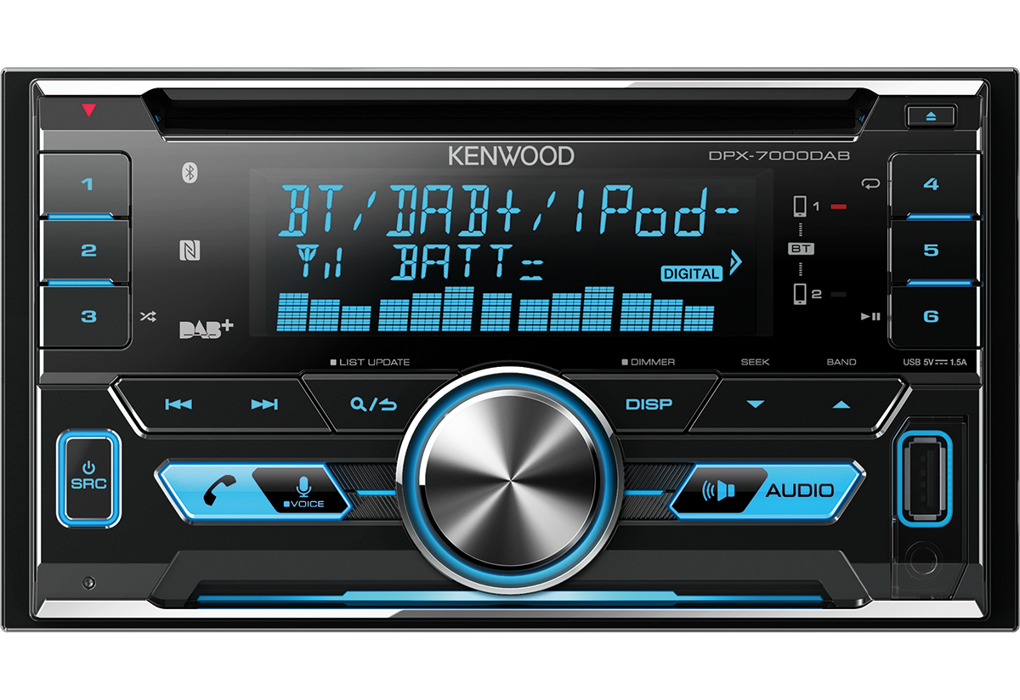 KENWOOD
DPX-7000DAB
1
2
3
4
5
6
BT/DAB+/IPod-
BATT=
DIGITAL
1
BT
2
DAB+
LIST UPDATE
DIMMER
SEEK
BAND
USB 5V⎓1.5A
DISP
SRC
VOICE
AUDIO